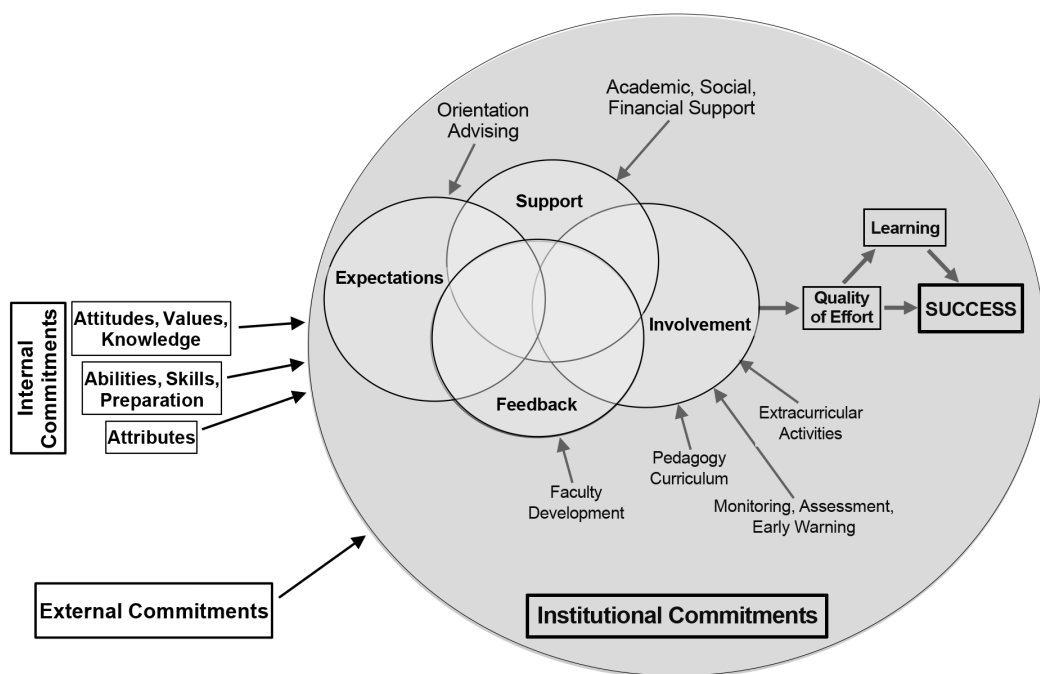 Academic, Social,
Financial Support
Orientation
Advising
Support
Expectations
Involvement
Feedback
Learning
Quality
of Effort
SUCCESS
Internal
Commitments
Attitudes, Values,
Knowledge
Abilities, Skills,
Preparation
Attributes
Extracurricular
Activities
Pedagogy
Curriculum
Faculty
Development
Monitoring, Assessment,
Early Warning
External Commitments
Institutional Commitments